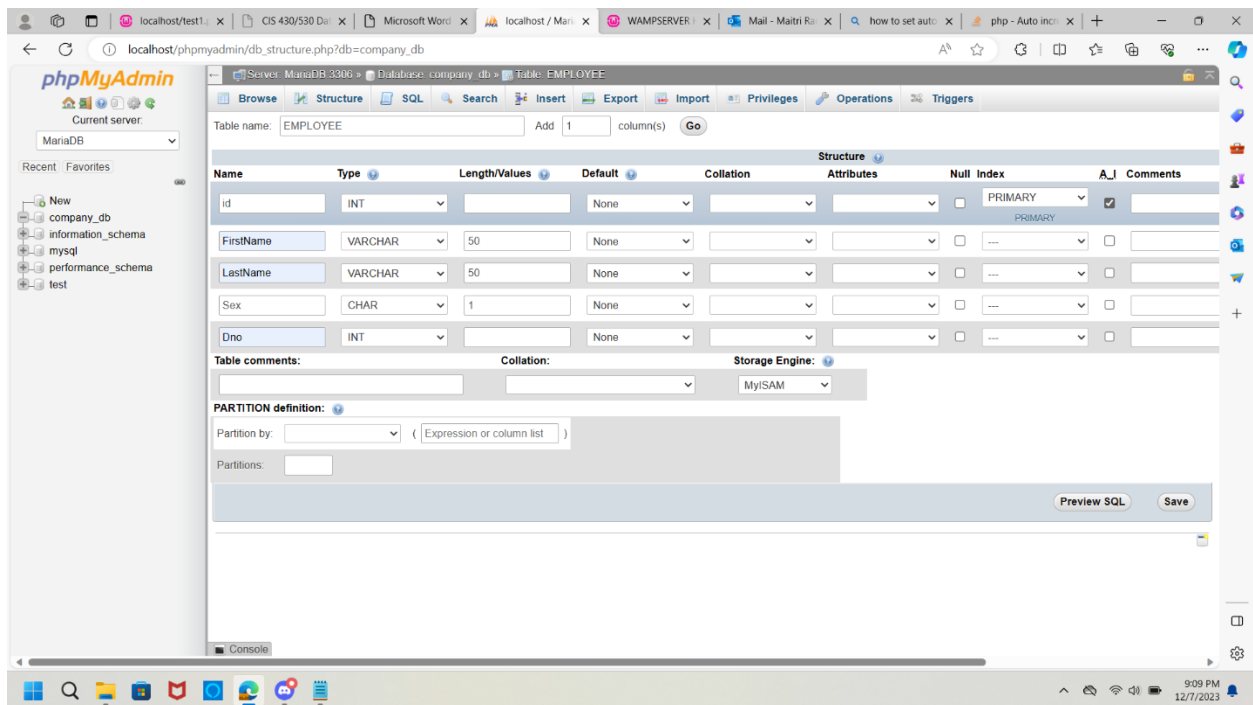 localhost/test1.
CIS 430/530 Dat
Microsoft Word
localhost / Mari
WAMPSERVER
Mail - Maitri Ra
how to set auto
php - Auto incr
localhost/phpmyadmin/db_structure.php?db=company_db
phpMyAdmin
Current server:
MariaDB
Recent Favorites
New
company_db
information_schema
mysql
performance_schema
test
Server: MariaDB:3306 » Database: company_db » Table: EMPLOYEE
Browse Structure SQL Search Insert Export Import Privileges Operations Triggers
Table name: EMPLOYEE Add 1 column(s) Go
Structure
Name Type Length/Values Default Collation Attributes Null Index A_I Comments
id INT None PRIMARY
PRIMARY
FirstName VARCHAR 50 None ---
LastName VARCHAR 50 None ---
Sex CHAR 1 None ---
Dno INT None ---
Table comments: Collation: Storage Engine:
MyISAM
PARTITION definition:
Partition by: ( Expression or column list )
Partitions:
Preview SQL Save
Console
9:09 PM
12/7/2023